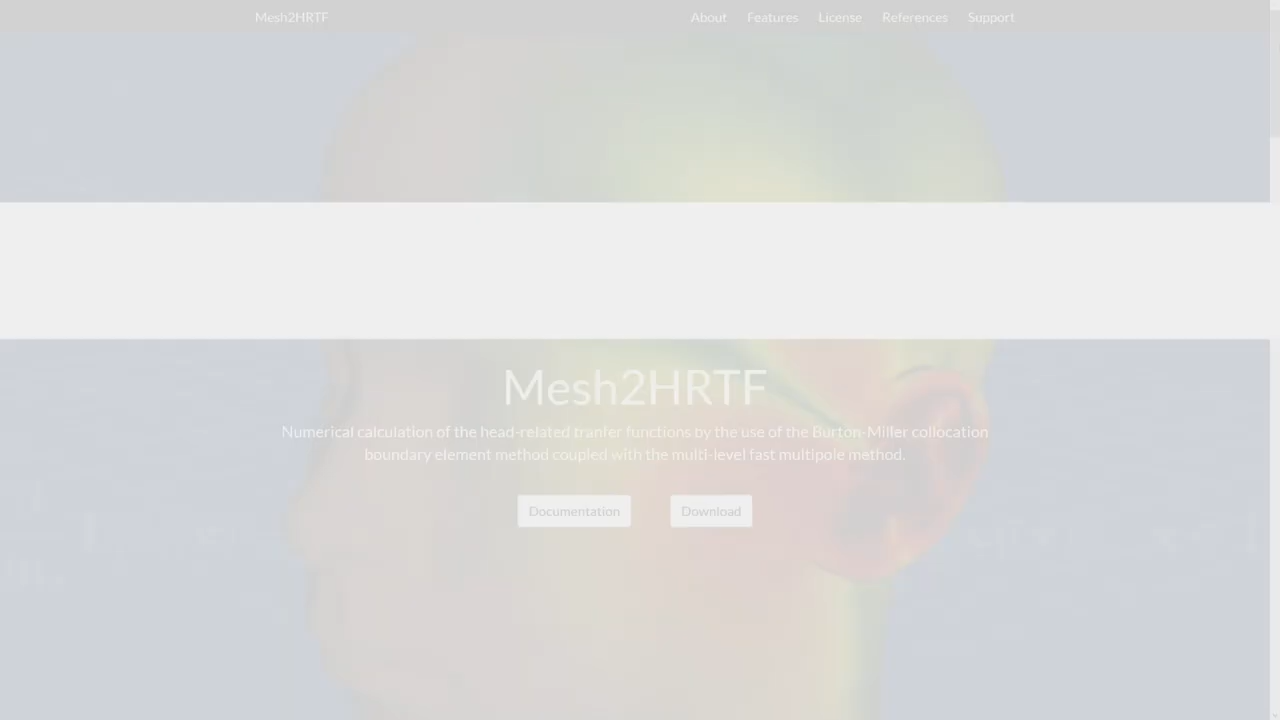 Mesh2HRTF
About Features License References Support
Mesh2HRTF
Numerical calculation of the head-related tranfer functions by the use of the Burton-Miller collocation
boundary element method coupled with the multi-level fast multipole method.
Documentation Download